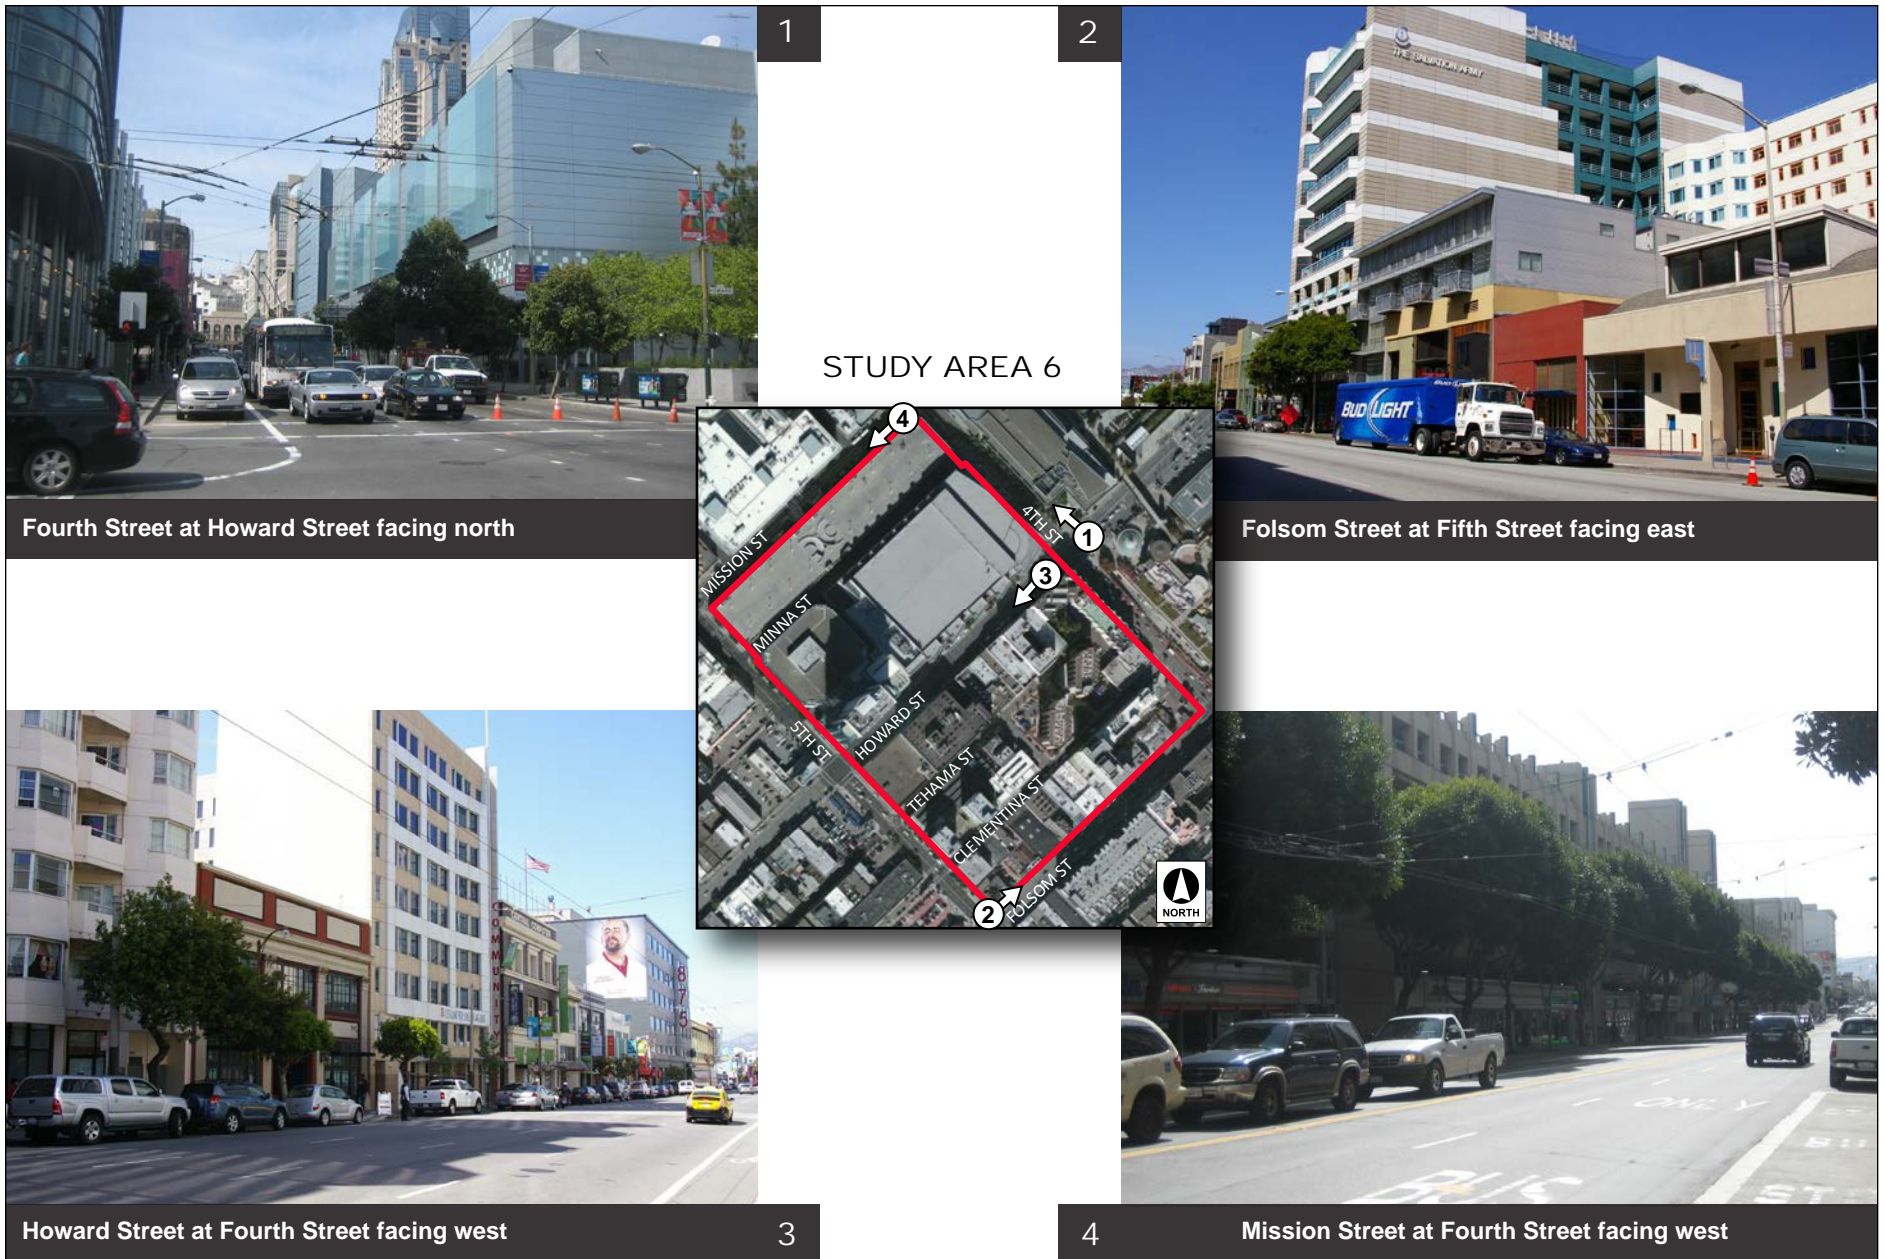 1
2
THE SALVATION ARMY
BUD LIGHT
STUDY AREA 6
Fourth Street at Howard Street facing north
Folsom Street at Fifth Street facing east
4
4TH ST
1
MISSION ST
3
MINNA ST
5TH ST
HOWARD ST
TEHAMA ST
CLEMENTINA ST
FOLSOM ST
2
NORTH
COMMUNITY
875
ONLY
BUS
Howard Street at Fourth Street facing west
3
4
Mission Street at Fourth Street facing west